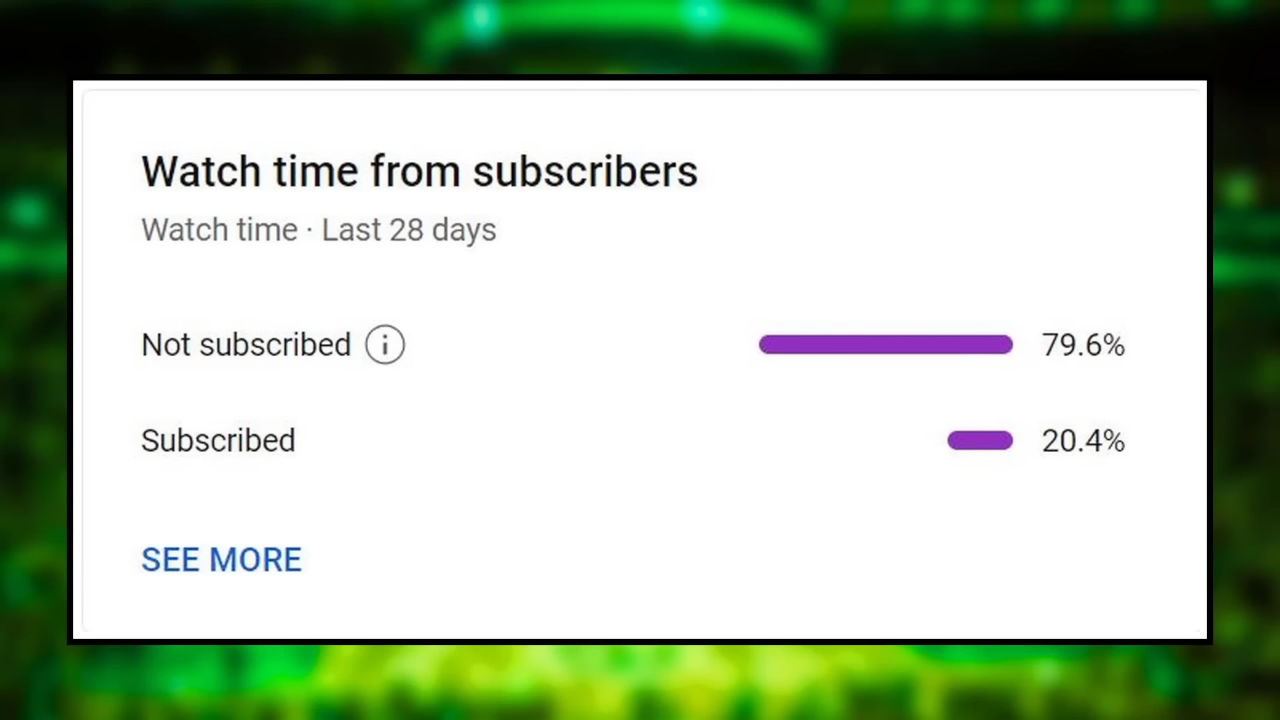 Watch time from subscribers
Watch time · Last 28 days
Not subscribed 79.6%
Subscribed 20.4%
SEE MORE